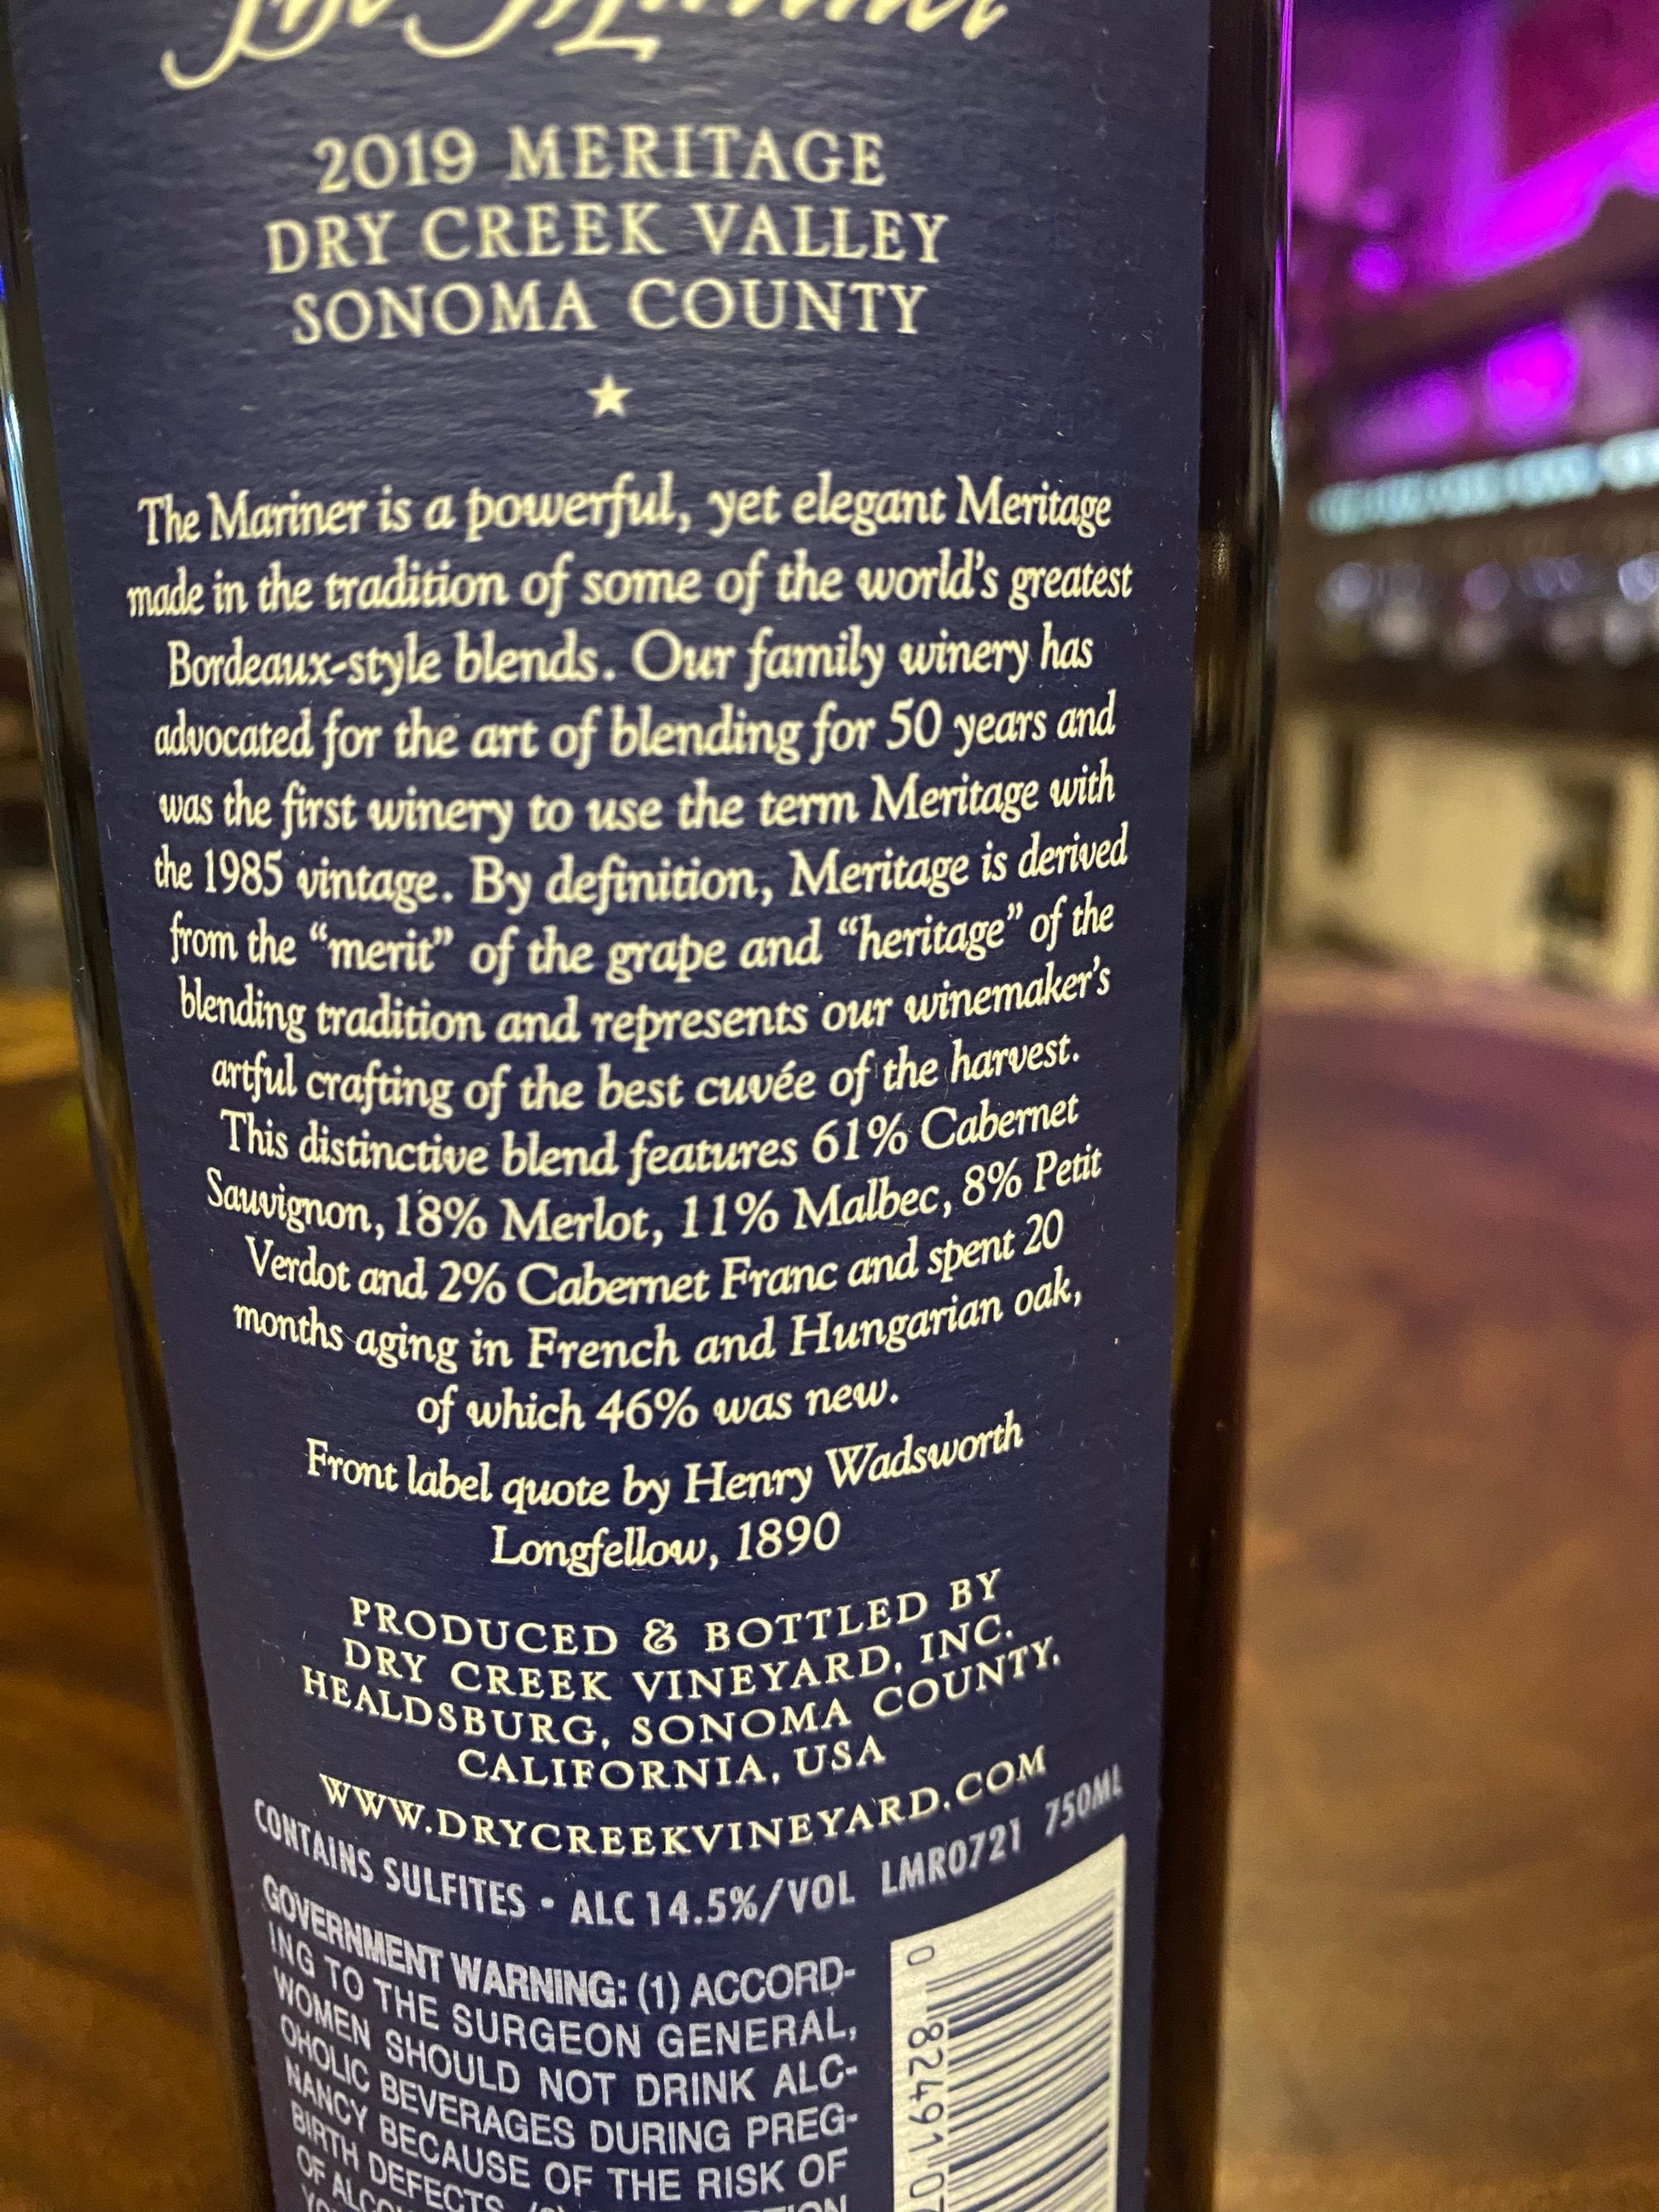 The Mariner
2019 MERITAGE
DRY CREEK VALLEY
SONOMA COUNTY
The Mariner is a powerful, yet elegant Meritage
made in the tradition of some of the world's greatest
Bordeaux-style blends. Our family winery has
advocated for the art of blending for 50 years and
was the first winery to use the term Meritage with
the 1985 vintage. By definition, Meritage is derived
from the “merit” of the grape and “heritage” of the
blending tradition and represents our winemaker's
artful crafting of the best cuvée of the harvest.
This distinctive blend features 61% Cabernet
Sauvignon, 18% Merlot, 11% Malbec, 8% Petit
Verdot and 2% Cabernet Franc and spent 20
months aging in French and Hungarian oak,
of which 46% was new.
Front label quote by Henry Wadsworth
Longfellow, 1890
PRODUCED & BOTTLED BY
DRY CREEK VINEYARD, INC.
HEALDSBURG, SONOMA COUNTY,
CALIFORNIA, USA
WWW.DRYCREEKVINEYARD.COM
CONTAINS SULFITES • ALC 14.5%/VOL LMR0721 750ML
GOVERNMENT WARNING: (1) ACCORD-
ING TO THE SURGEON GENERAL,
WOMEN SHOULD NOT DRINK ALC-
OHOLIC BEVERAGES DURING PREG-
NANCY BECAUSE OF THE RISK OF
BIRTH DEFECTS.
OF
0 82491 07